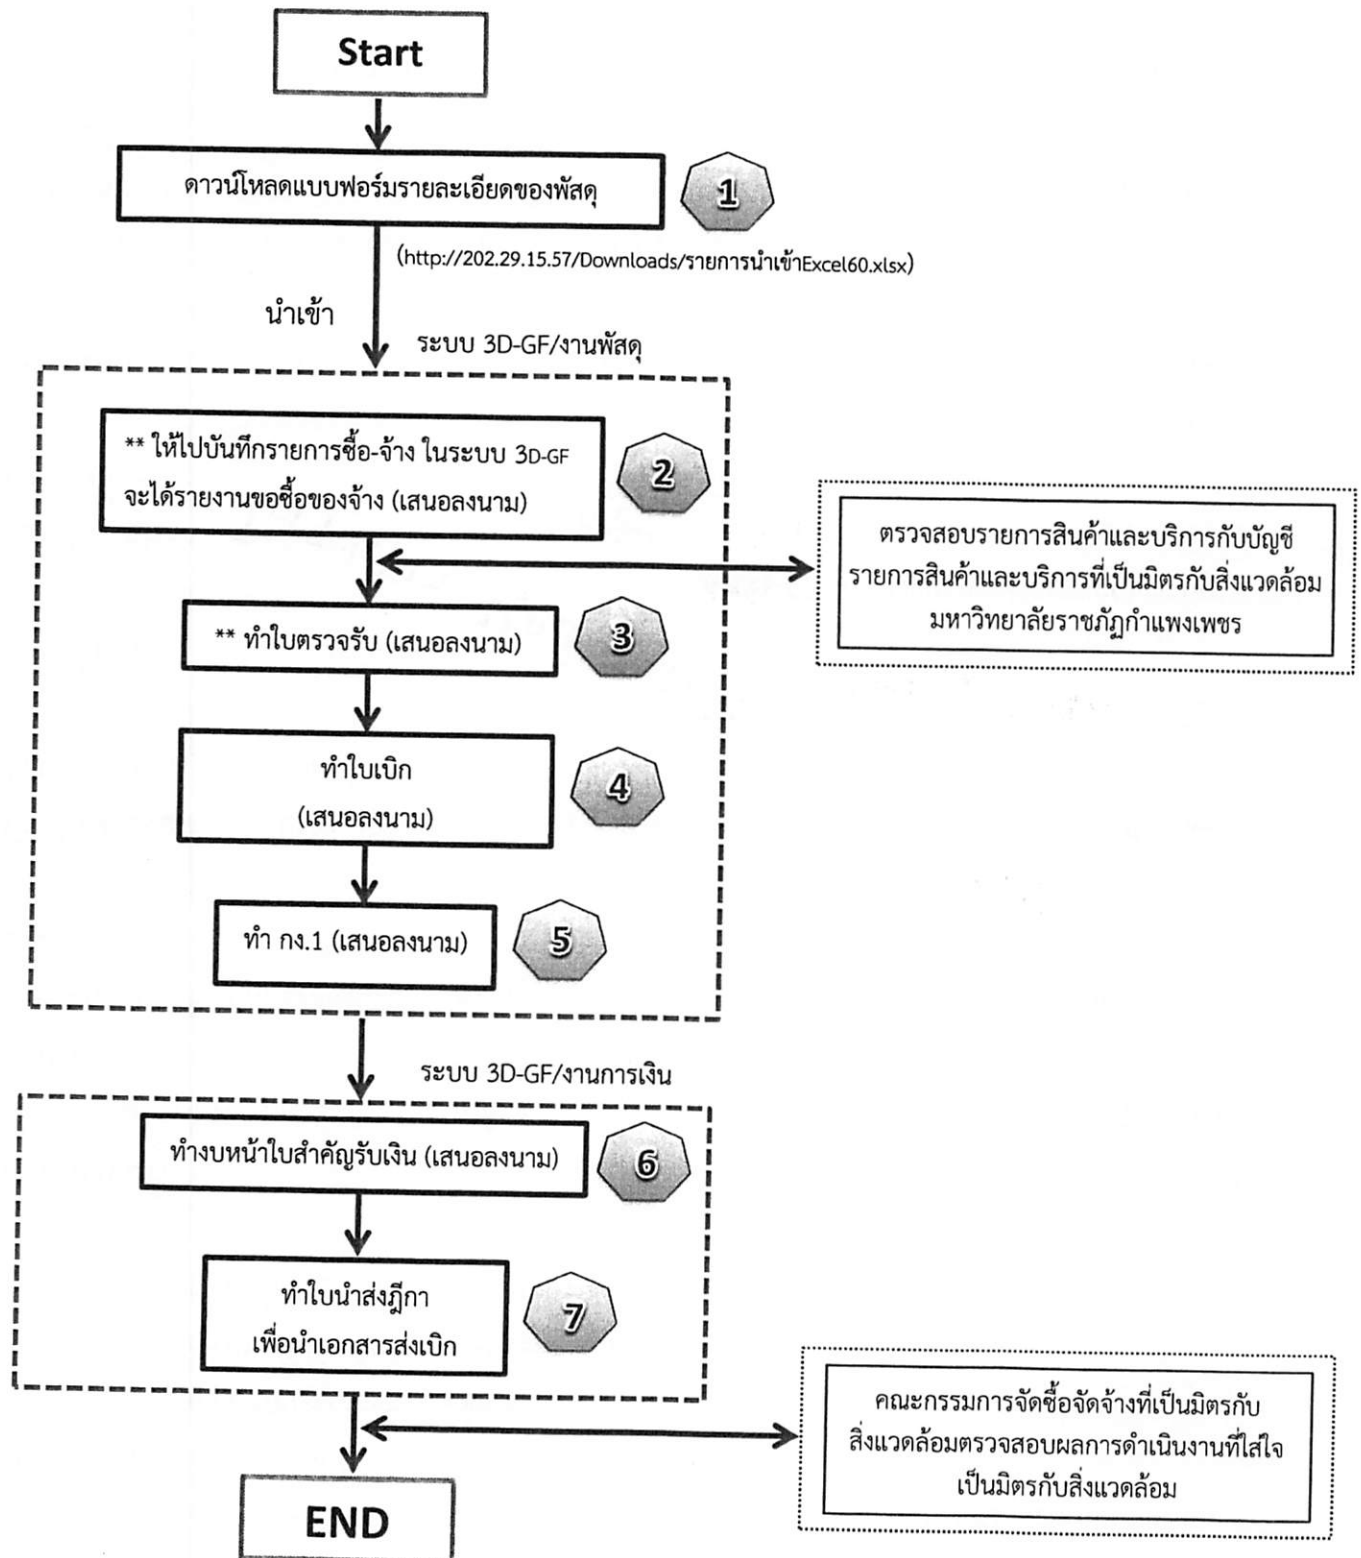 Start
ดาวน์โหลดแบบฟอร์มรายละเอียดของพัสดุ
1
(http://202.29.15.57/Downloads/รายการนำเข้าExcel60.xlsx)
นำเข้า
ระบบ 3D-GF/งานพัสดุ
** ให้ไปบันทึกรายการซื้อ-จ้าง ในระบบ 3D-GF
จะได้รายงานขอซื้อของจ้าง (เสนอลงนาม)
2
ตรวจสอบรายการสินค้าและบริการกับบัญชี
รายการสินค้าและบริการที่เป็นมิตรกับสิ่งแวดล้อม
มหาวิทยาลัยราชภัฏกำแพงเพชร
** ทำใบตรวจรับ (เสนอลงนาม)
3
ทำใบเบิก
(เสนอลงนาม)
4
ทำ กง.1 (เสนอลงนาม)
5
ระบบ 3D-GF/งานการเงิน
ทำงบหน้าใบสำคัญรับเงิน (เสนอลงนาม)
6
ทำใบนำส่งฎีกา
เพื่อนำเอกสารส่งเบิก
7
คณะกรรมการจัดซื้อจัดจ้างที่เป็นมิตรกับ
สิ่งแวดล้อมตรวจสอบผลการดำเนินงานที่ใส่ใจ
เป็นมิตรกับสิ่งแวดล้อม
END